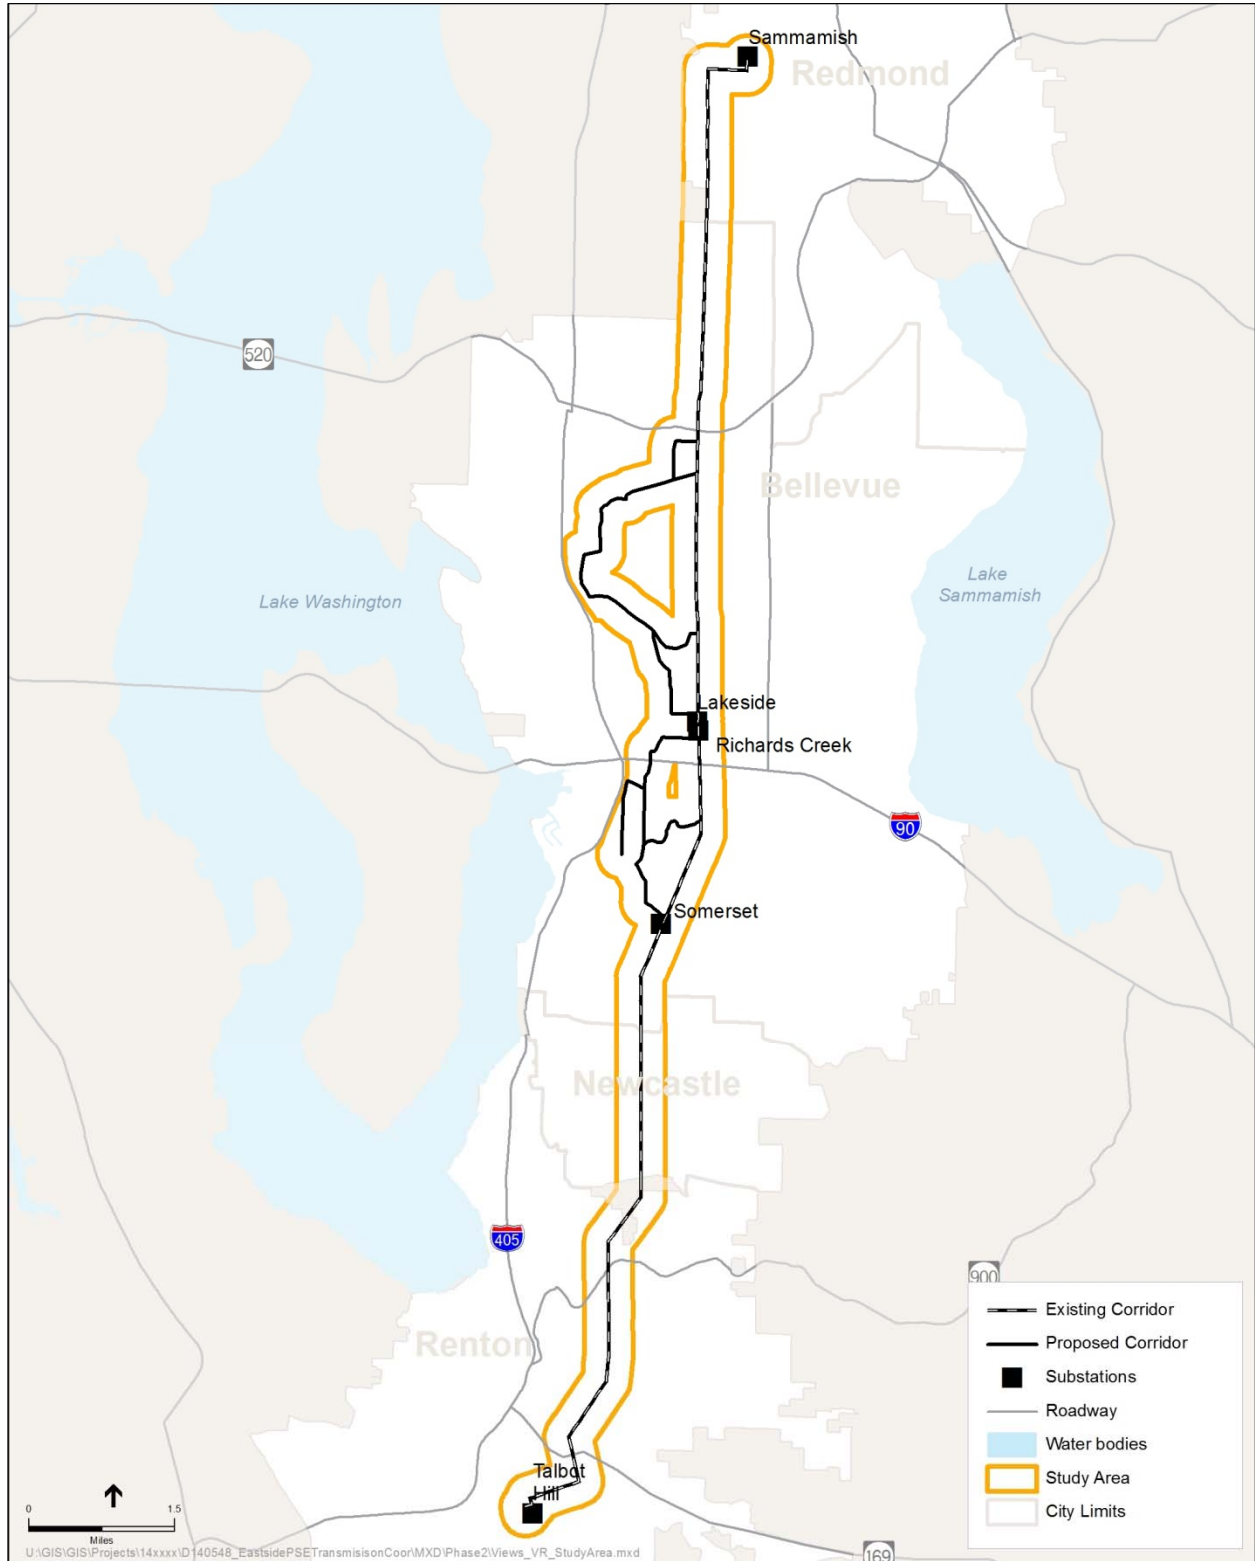 Sammamish
Redmond
520
Bellevue
Lake Washington
Lake
Sammamish
Lakeside
Richards Creek
90
Somerset
Newcastle
405
900
Renton
Existing Corridor
Proposed Corridor
Substations
Roadway
Water bodies
Study Area
City Limits
Talbot
Hill
0 1.5
Miles
169
U:\GIS\GIS\Projects\14xxxx\D140548_EastsidePSETransmisisonCoor\MXD\Phase2\Views_VR_StudyArea.mxd